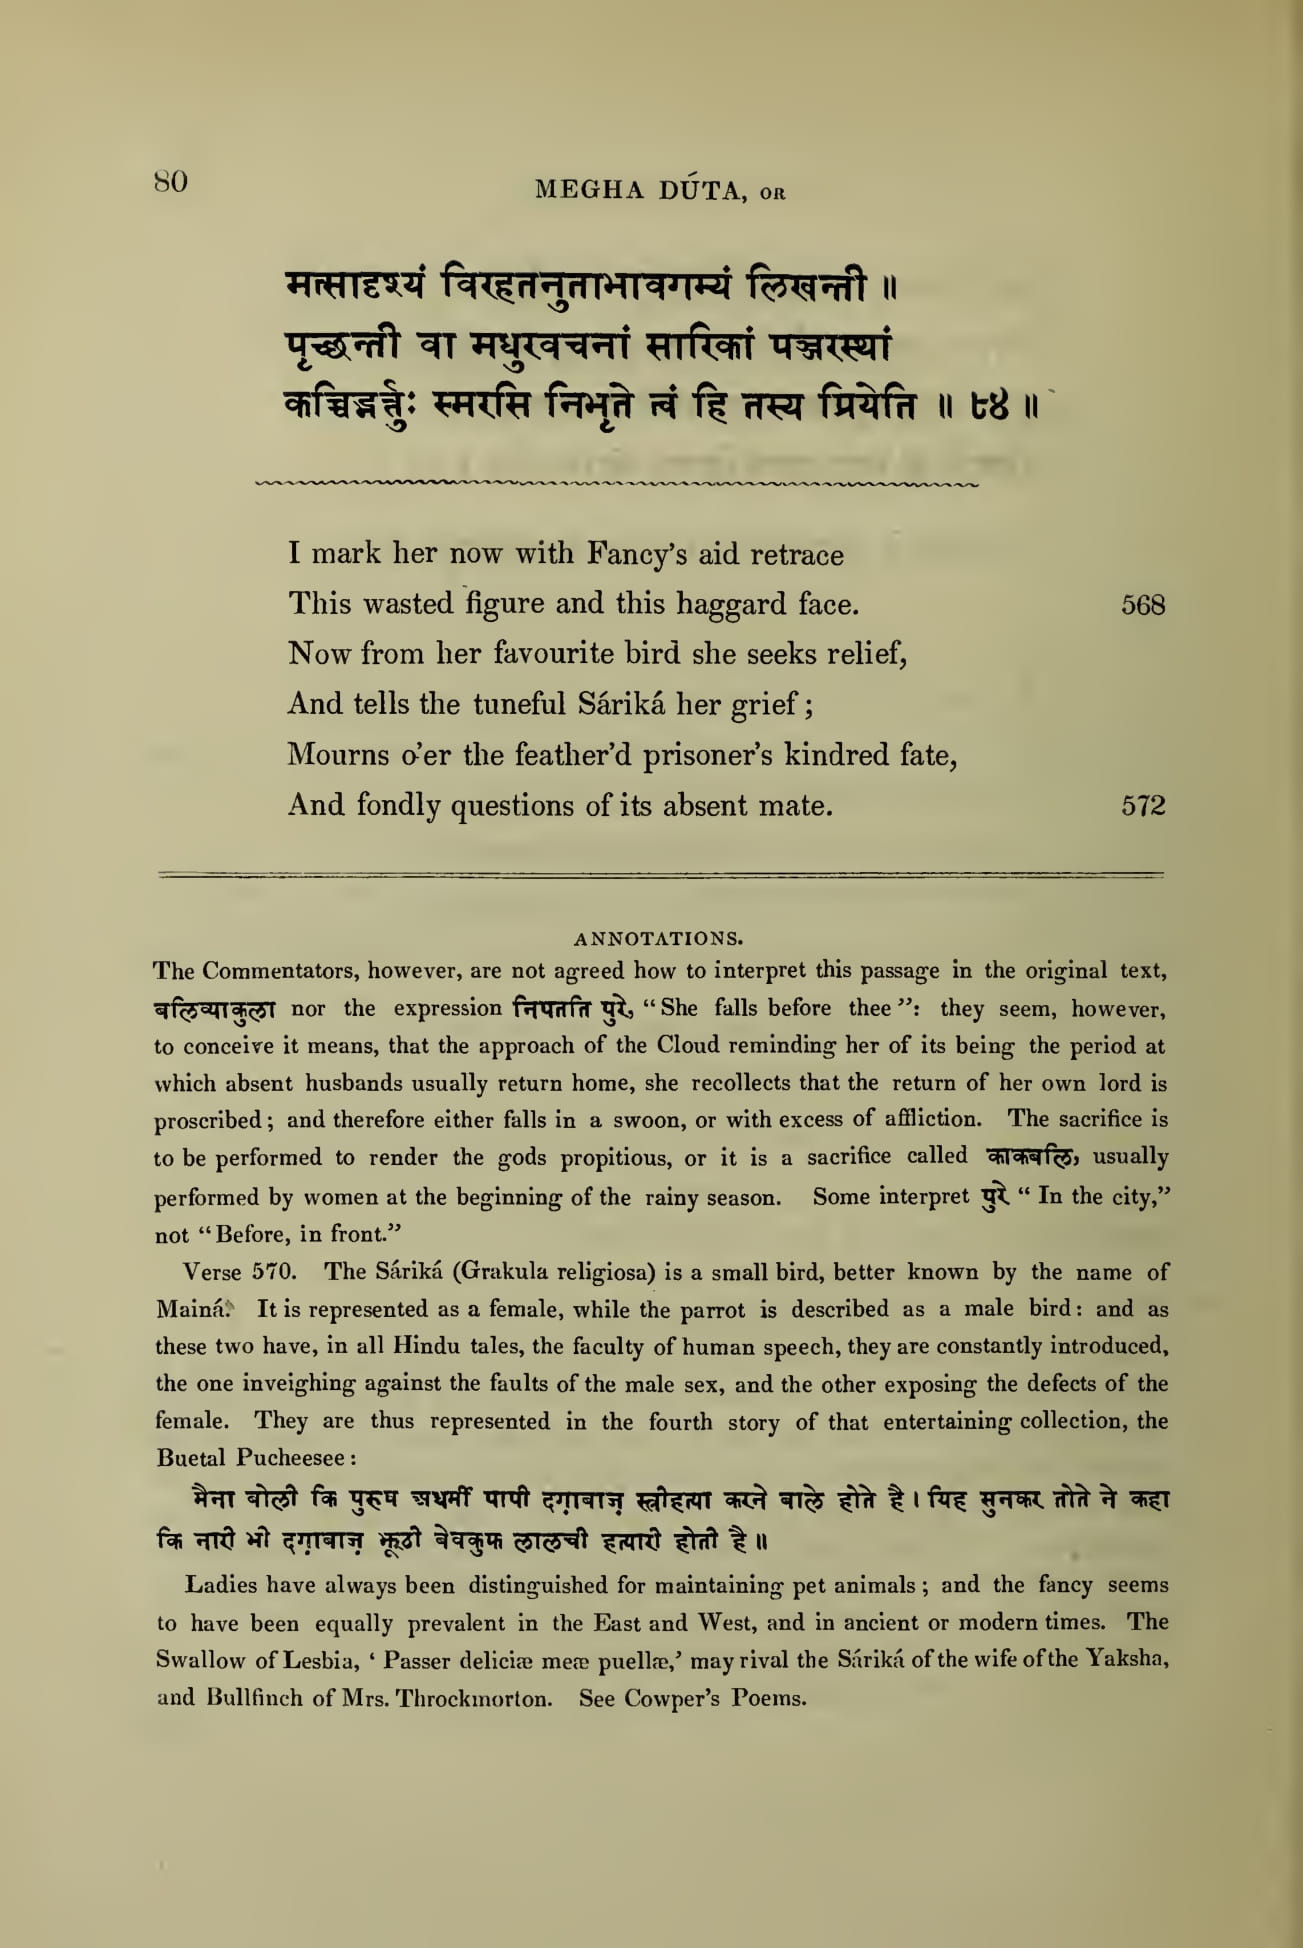 80
MEGHA DÚTA, OR
मत्सादृश्यं विरहतनुताभावगम्यं लिखन्ती ॥
पृच्छन्ती वा मधुरवचनां सारिकां पञ्जरस्थां
कच्चिद्भर्त्तुः स्मरसि निभृते त्वं हि तस्य प्रियेति ॥ ८४ ॥
I mark her now with Fancy’s aid retrace
This wasted figure and this haggard face. 568
Now from her favourite bird she seeks relief,
And tells the tuneful Sáriká her grief ;
Mourns o’er the feather’d prisoner’s kindred fate,
And fondly questions of its absent mate. 572
ANNOTATIONS.
The Commentators, however, are not agreed how to interpret this passage in the original text,
बलिव्याकुला nor the expression निपतति पुरे, “ She falls before thee ”: they seem, however,
to conceive it means, that the approach of the Cloud reminding her of its being the period at
which absent husbands usually return home, she recollects that the return of her own lord is
proscribed ; and therefore either falls in a swoon, or with excess of affliction. The sacrifice is
to be performed to render the gods propitious, or it is a sacrifice called काकबलि, usually
performed by women at the beginning of the rainy season. Some interpret पुरे “ In the city,”
not “ Before, in front.”
Verse 570. The Sáriká (Grakula religiosa) is a small bird, better known by the name of
Mainá. It is represented as a female, while the parrot is described as a male bird : and as
these two have, in all Hindu tales, the faculty of human speech, they are constantly introduced,
the one inveighing against the faults of the male sex, and the other exposing the defects of the
female. They are thus represented in the fourth story of that entertaining collection, the
Buetal Pucheesee :
मैना बोली कि पुरुष अधर्मी पापी दग़ाबाज़ स्त्रीहत्या करने बाले होते है । यिह सुनकर तोते ने कहा
कि नारी भी दग़ाबाज़ झूठी बेवकुफ लालची हत्यारी होती है ॥
Ladies have always been distinguished for maintaining pet animals ; and the fancy seems
to have been equally prevalent in the East and West, and in ancient or modern times. The
Swallow of Lesbia, ‘ Passer deliciæ meæ puellæ,’ may rival the Sáriká of the wife of the Yaksha,
and Bullfinch of Mrs. Throckmorton. See Cowper’s Poems.